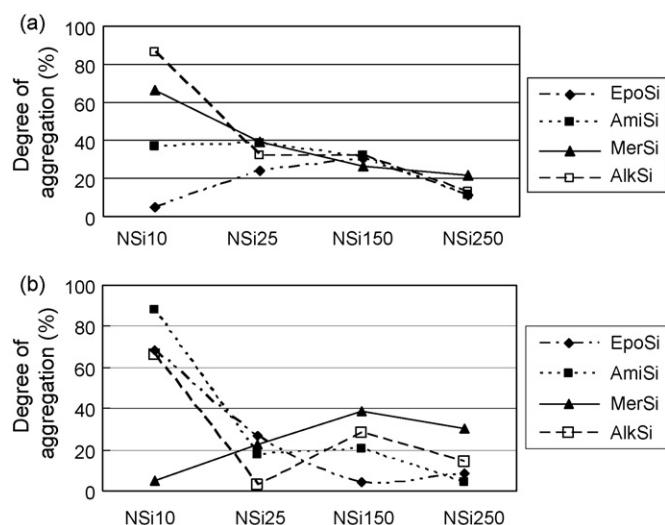 (a)
Degree of
aggregation (%)
100
80
60
40
20
0
NSi10 NSi25 NSi150 NSi250
EpoSi
AmiSi
MerSi
AlkSi
(b)
Degree of
aggregation (%)
100
80
60
40
20
0
NSi10 NSi25 NSi150 NSi250
EpoSi
AmiSi
MerSi
AlkSi